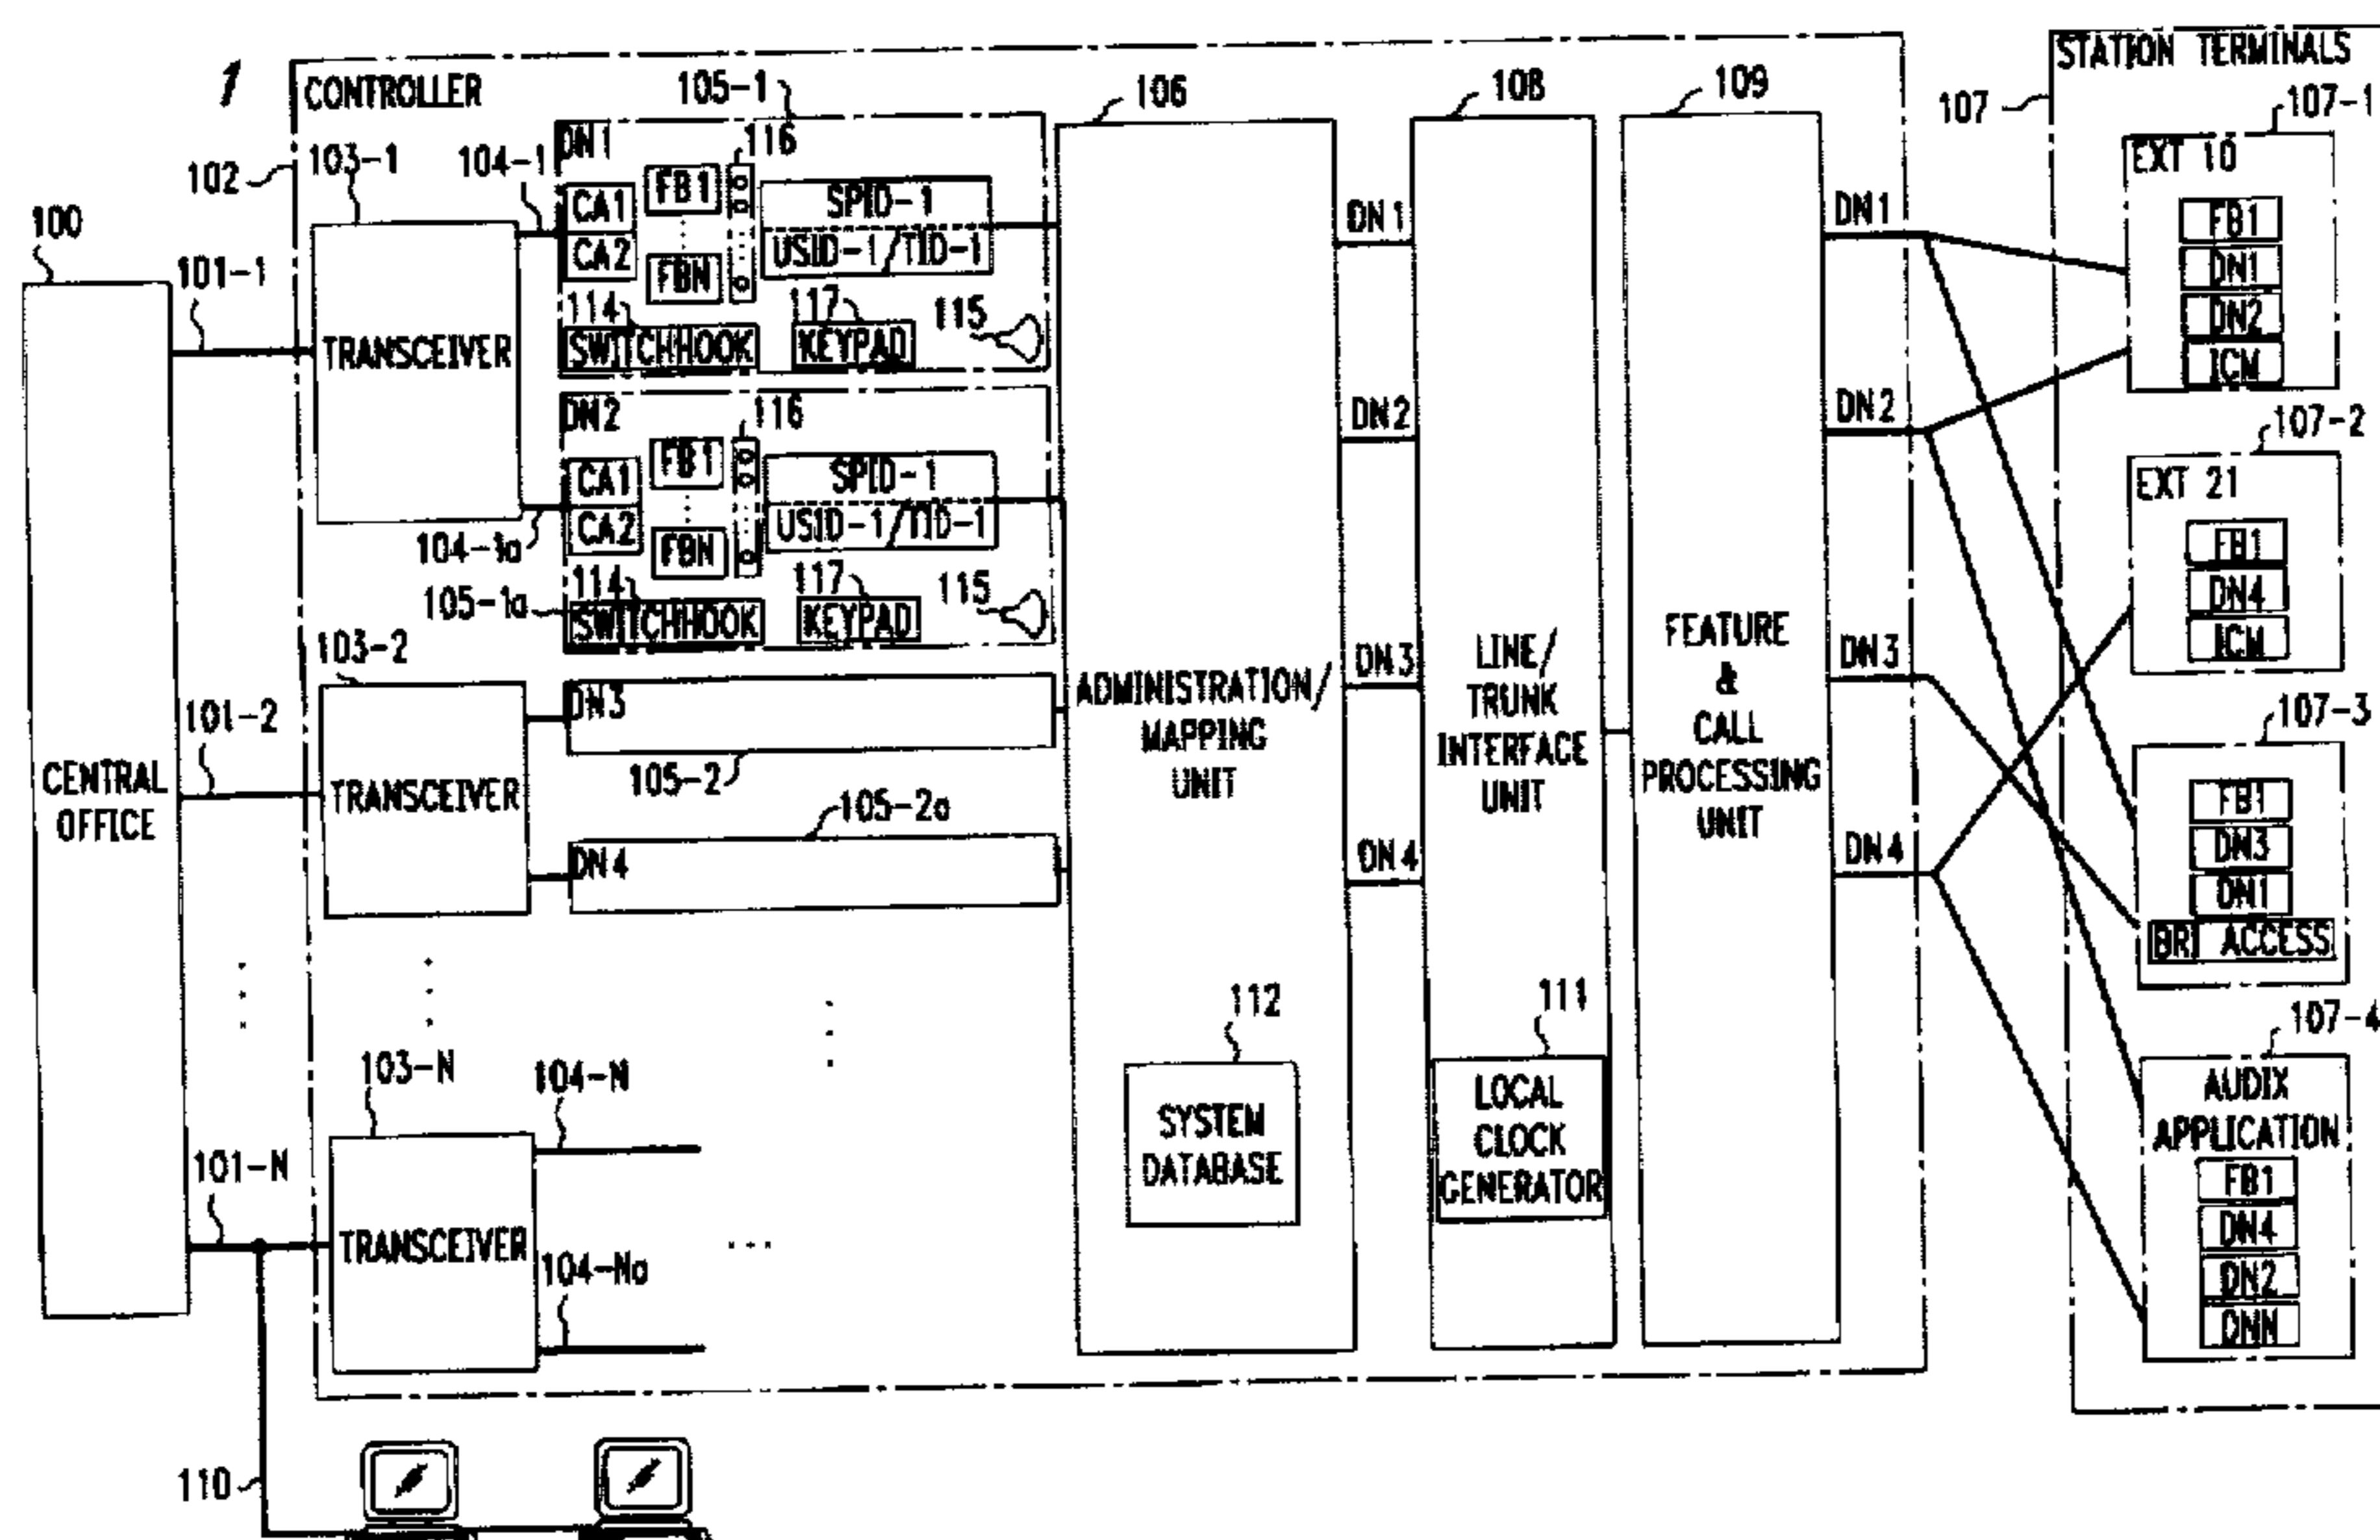 1
CONTROLLER
102
103-1
104-1
105-1
106
108
109
107
STATION TERMINALS
100
101-1
TRANSCEIVER
DN1
CA1
CA2
FB1
FBN
116
SPID-1
USID-1/TID-1
114
SWITCHHOOK
117
KEYPAD
115
104-1a
105-1a
DN2
CA1
CA2
FB1
FBN
116
SPID-1
USID-1/TID-1
114
SWITCHHOOK
117
KEYPAD
115
CENTRAL
OFFICE
101-2
103-2
TRANSCEIVER
DN3
105-2
DN4
105-2a
101-N
103-N
TRANSCEIVER
104-N
104-Na
110
ADMINISTRATION/
MAPPING
UNIT
112
SYSTEM
DATABASE
DN1
DN2
DN3
DN4
LINE/
TRUNK
INTERFACE
UNIT
111
LOCAL
CLOCK
GENERATOR
FEATURE
&
CALL
PROCESSING
UNIT
DN1
DN2
DN3
DN4
107-1
EXT 10
FB1
DN1
DN2
ICM
107-2
EXT 21
FB1
DN4
ICM
107-3
FB1
DN3
DN1
BRI ACCESS
107-4
AUDIX
APPLICATION
FB1
DN4
DN2
DNN